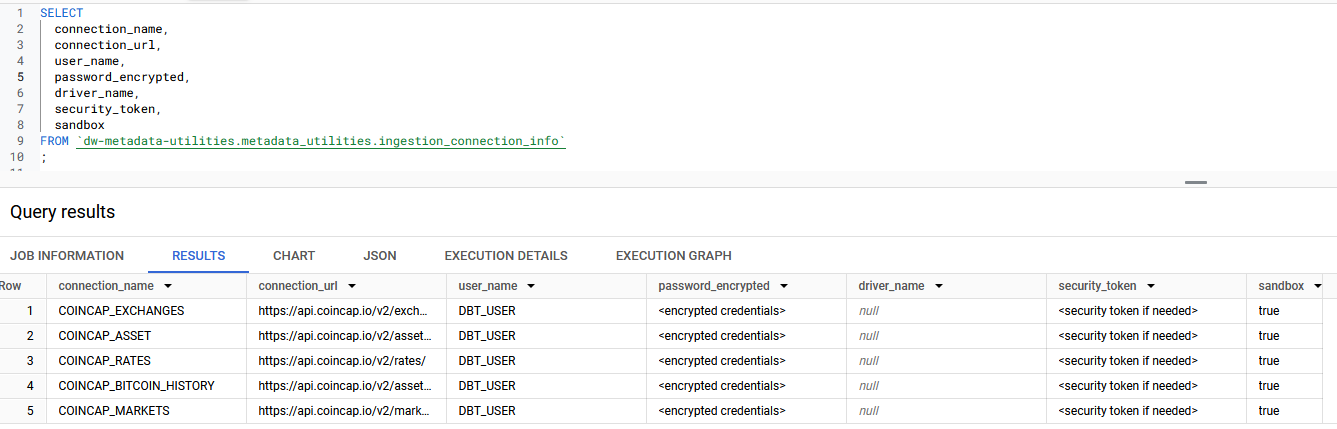 1 SELECT
2 connection_name,
3 connection_url,
4 user_name,
5 password_encrypted,
6 driver_name,
7 security_token,
8 sandbox
9 FROM `dw-metadata-utilities.metadata_utilities.ingestion_connection_info`
10 ;
11
Query results
JOB INFORMATION RESULTS CHART JSON EXECUTION DETAILS EXECUTION GRAPH
Row connection_name connection_url user_name password_encrypted driver_name security_token sandbox
1 COINCAP_EXCHANGES https://api.coincap.io/v2/exch... DBT_USER <encrypted credentials> null <security token if needed> true
2 COINCAP_ASSET https://api.coincap.io/v2/asset... DBT_USER <encrypted credentials> null <security token if needed> true
3 COINCAP_RATES https://api.coincap.io/v2/rates/ DBT_USER <encrypted credentials> null <security token if needed> true
4 COINCAP_BITCOIN_HISTORY https://api.coincap.io/v2/asset... DBT_USER <encrypted credentials> null <security token if needed> true
5 COINCAP_MARKETS https://api.coincap.io/v2/mark... DBT_USER <encrypted credentials> null <security token if needed> true